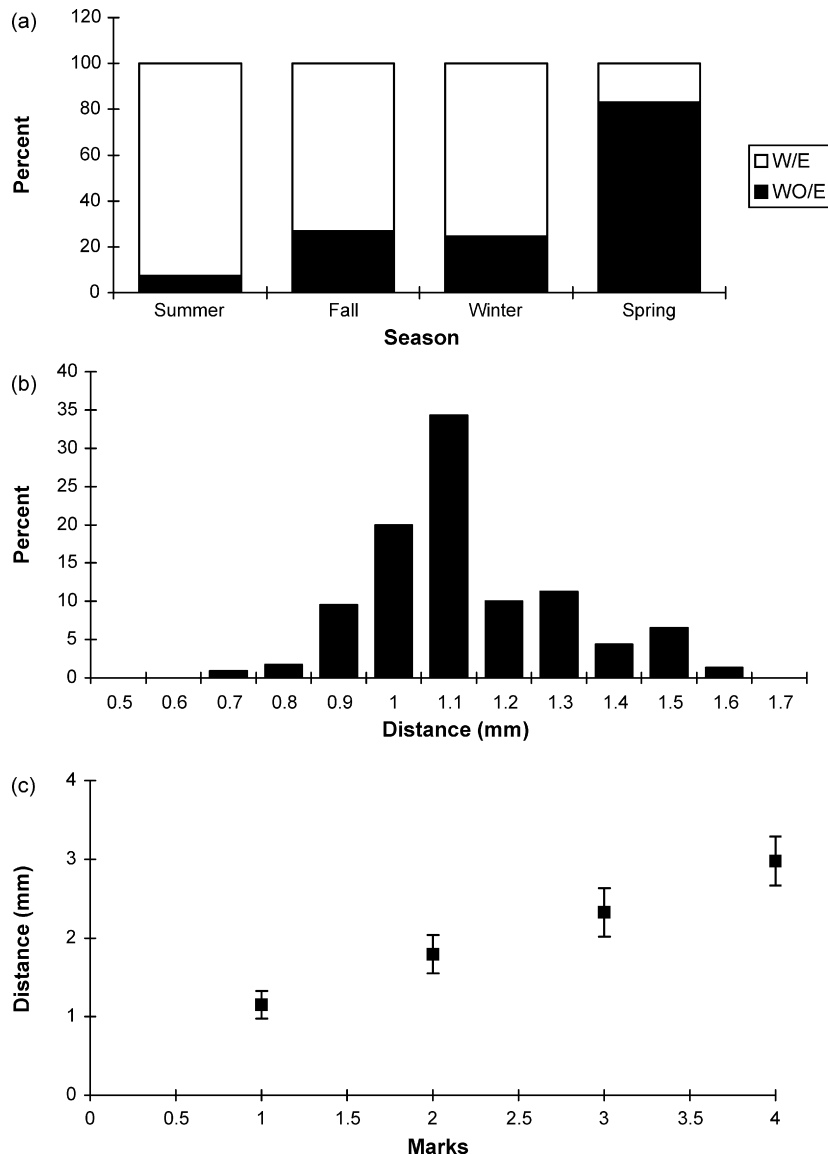 (a)
120
100
80
60
40
20
0
Percent
Summer Fall Winter Spring
Season
W/E
WO/E
(b)
40
35
30
25
20
15
10
5
0
Percent
0.5 0.6 0.7 0.8 0.9 1 1.1 1.2 1.3 1.4 1.5 1.6 1.7
Distance (mm)
(c)
4
3
2
1
0
Distance (mm)
0 0.5 1 1.5 2 2.5 3 3.5 4
Marks